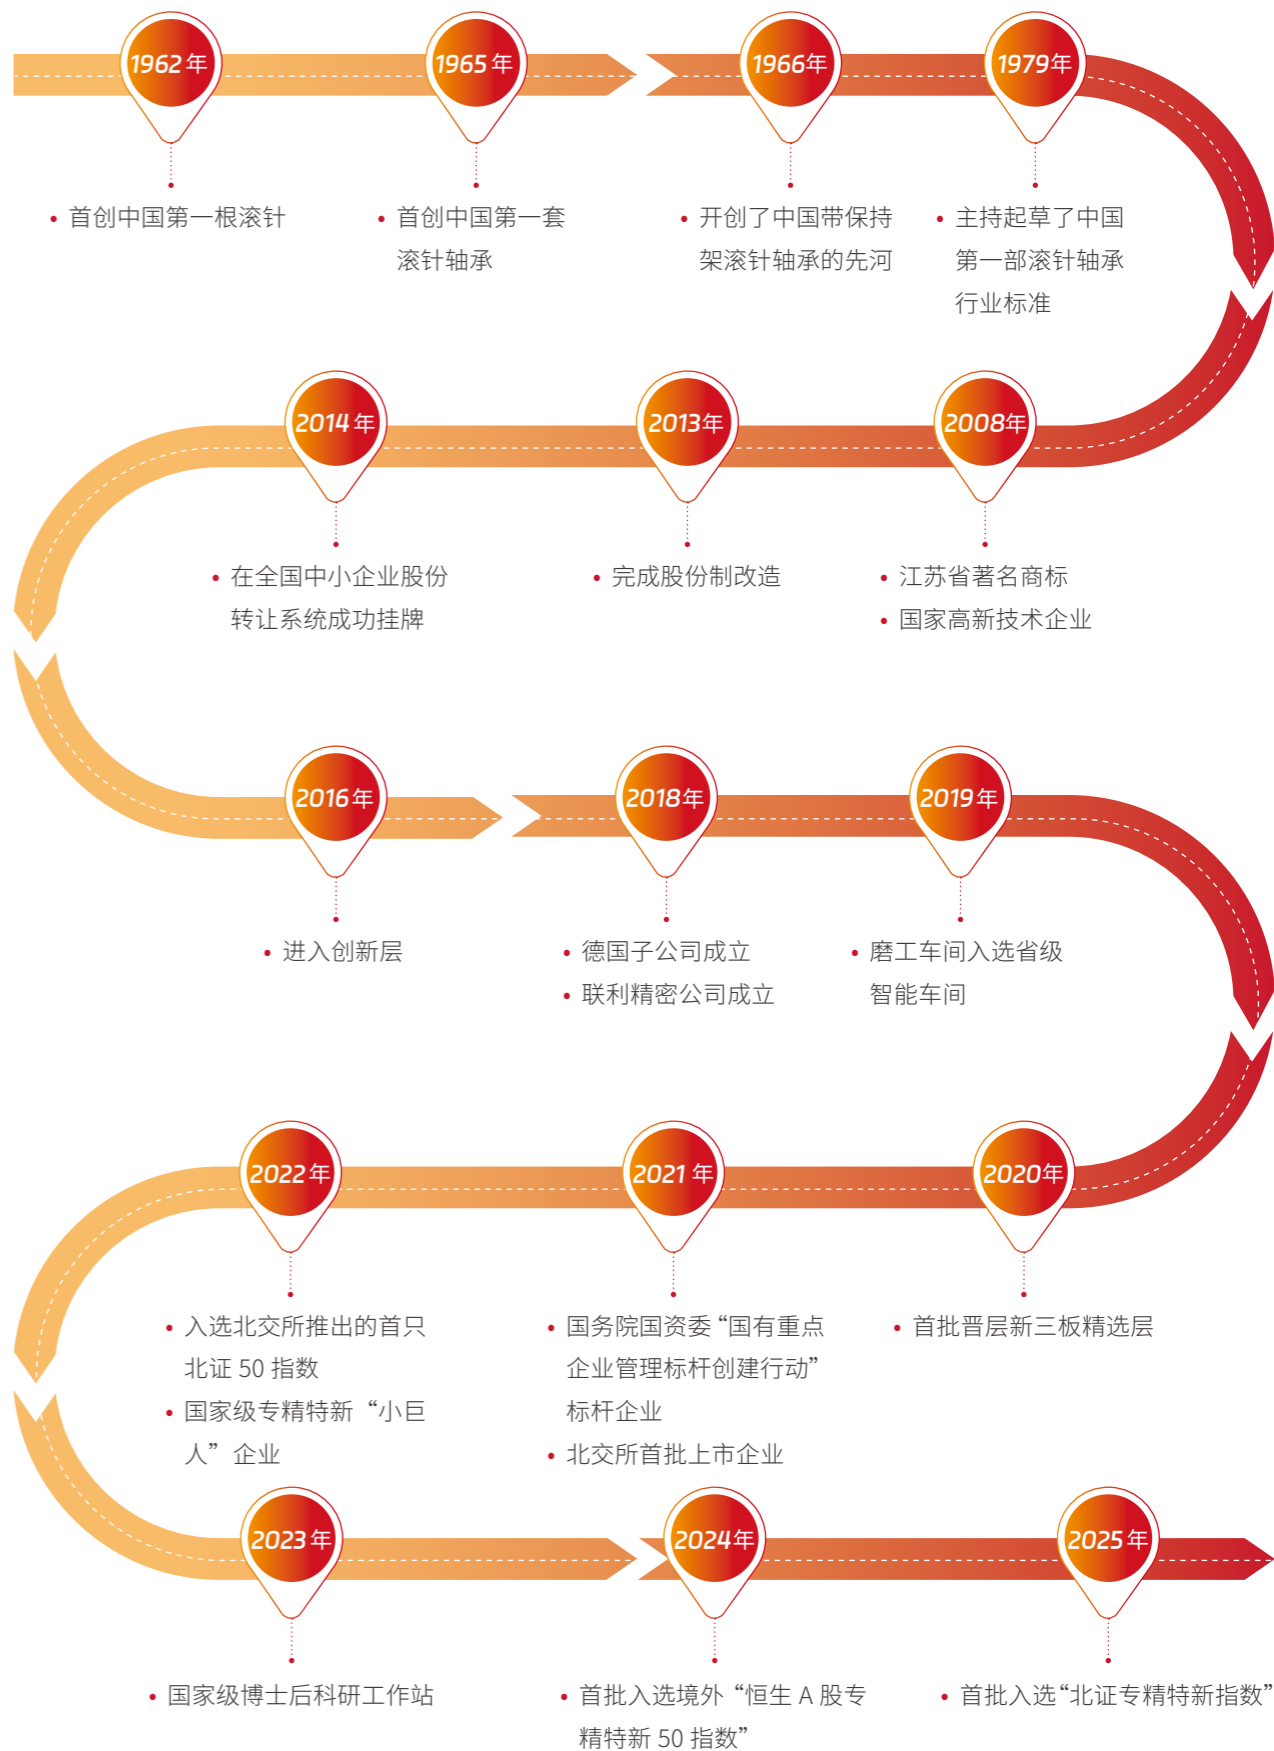 1962年
1965年
1966年
1979年
首创中国第一根滚针
首创中国第一套
滚针轴承
开创了中国带保持
架滚针轴承的先河
主持起草了中国
第一部滚针轴承
行业标准
2008年
江苏省著名商标
国家高新技术企业
2013年
完成股份制改造
2014年
在全国中小企业股份
转让系统成功挂牌
2016年
进入创新层
2018年
德国子公司成立
联利精密公司成立
2019年
磨工车间入选省级
智能车间
2020年
首批晋层新三板精选层
2021年
国务院国资委“国有重点
企业管理标杆创建行动”
标杆企业
北交所首批上市企业
2022年
入选北交所推出的首只
北证 50 指数
国家级专精特新“小巨
人”企业
2023年
国家级博士后科研工作站
2024年
首批入选境外“恒生 A 股专
精特新 50 指数”
2025年
首批入选“北证专精特新指数”